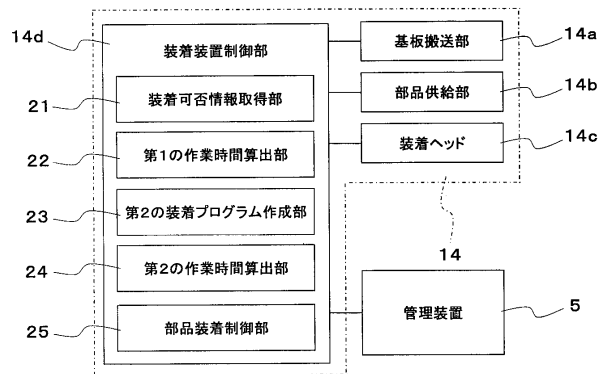 14d
装着装置制御部
21
装着可否情報取得部
22
第1の作業時間算出部
23
第2の装着プログラム作成部
24
第2の作業時間算出部
25
部品装着制御部
基板搬送部
14a
部品供給部
14b
装着ヘッド
14c
14
管理装置
5